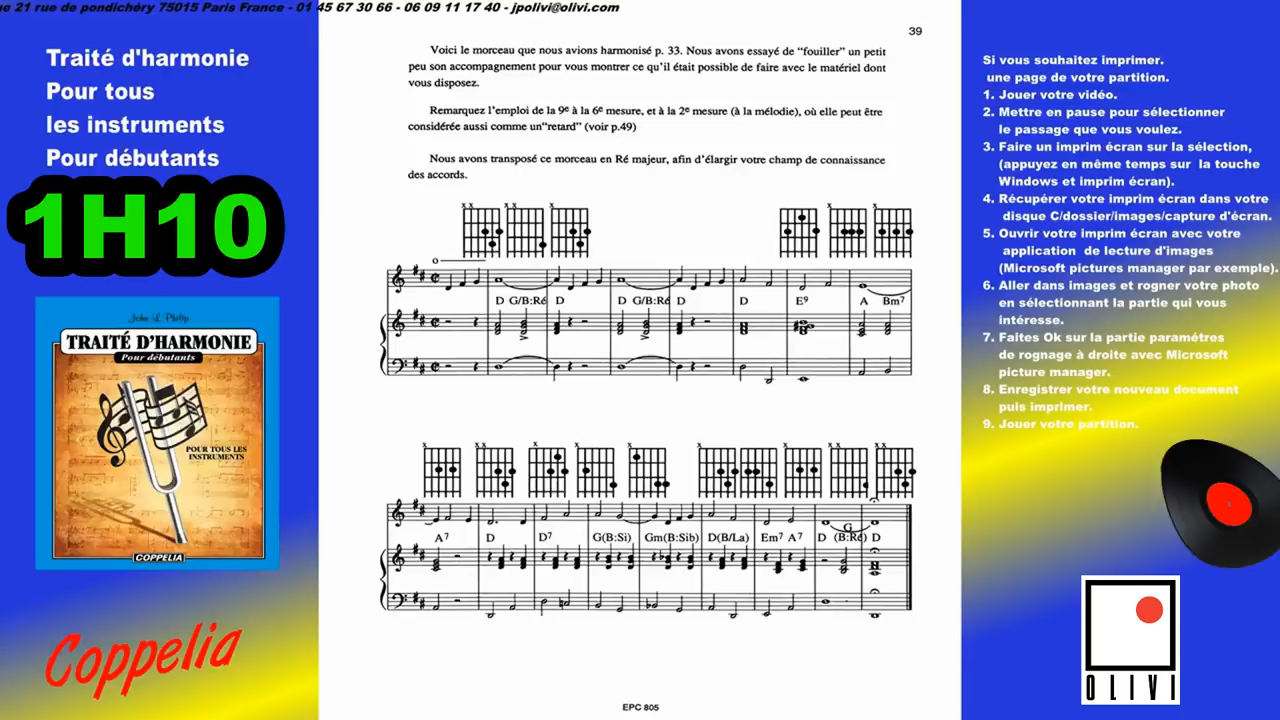 ue 21 rue de pondichéry 75015 Paris France - 01 45 67 30 66 - 06 09 11 17 40 - jpolivi@olivi.com
Traité d'harmonie
Pour tous
les instruments
Pour débutants
1H10
John L. Philip
TRAITÉ D'HARMONIE
Pour débutants
POUR TOUS LES
INSTRUMENTS
COPPELIA
Coppelia
39
Voici le morceau que nous avions harmonisé p. 33. Nous avons essayé de “fouiller” un petit
peu son accompagnement pour vous montrer ce qu'il était possible de faire avec le matériel dont
vous disposez.
Remarquez l'emploi de la 9e à la 6e mesure, et à la 2e mesure (à la mélodie), où elle peut être
considérée aussi comme un“retard” (voir p.49)
Nous avons transposé ce morceau en Ré majeur, afin d'élargir votre champ de connaissance
des accords.
x x x x x x x x
o
D G/B:Ré D D G/B:Ré D D E9 A Bm7
x x x x x x x x x x x x x
A7 D D7 G(B:Si) Gm(B:Sib) D(B/La) Em7 A7 D G (B:Ré) D
EPC 805
Si vous souhaitez imprimer.
une page de votre partition.
1. Jouer votre vidéo.
2. Mettre en pause pour sélectionner
le passage que vous voulez.
3. Faire un imprim écran sur la sélection,
(appuyez en même temps sur la touche
Windows et imprim écran).
4. Récupérer votre imprim écran dans votre
disque C/dossier/images/capture d'écran.
5. Ouvrir votre imprim écran avec votre
application de lecture d'images
(Microsoft pictures manager par exemple).
6. Aller dans images et rogner votre photo
en sélectionnant la partie qui vous
intéresse.
7. Faites Ok sur la partie paramétres
de rognage à droite avec Microsoft
picture manager.
8. Enregistrer votre nouveau document
puis imprimer.
9. Jouer votre partition.
OLIVI